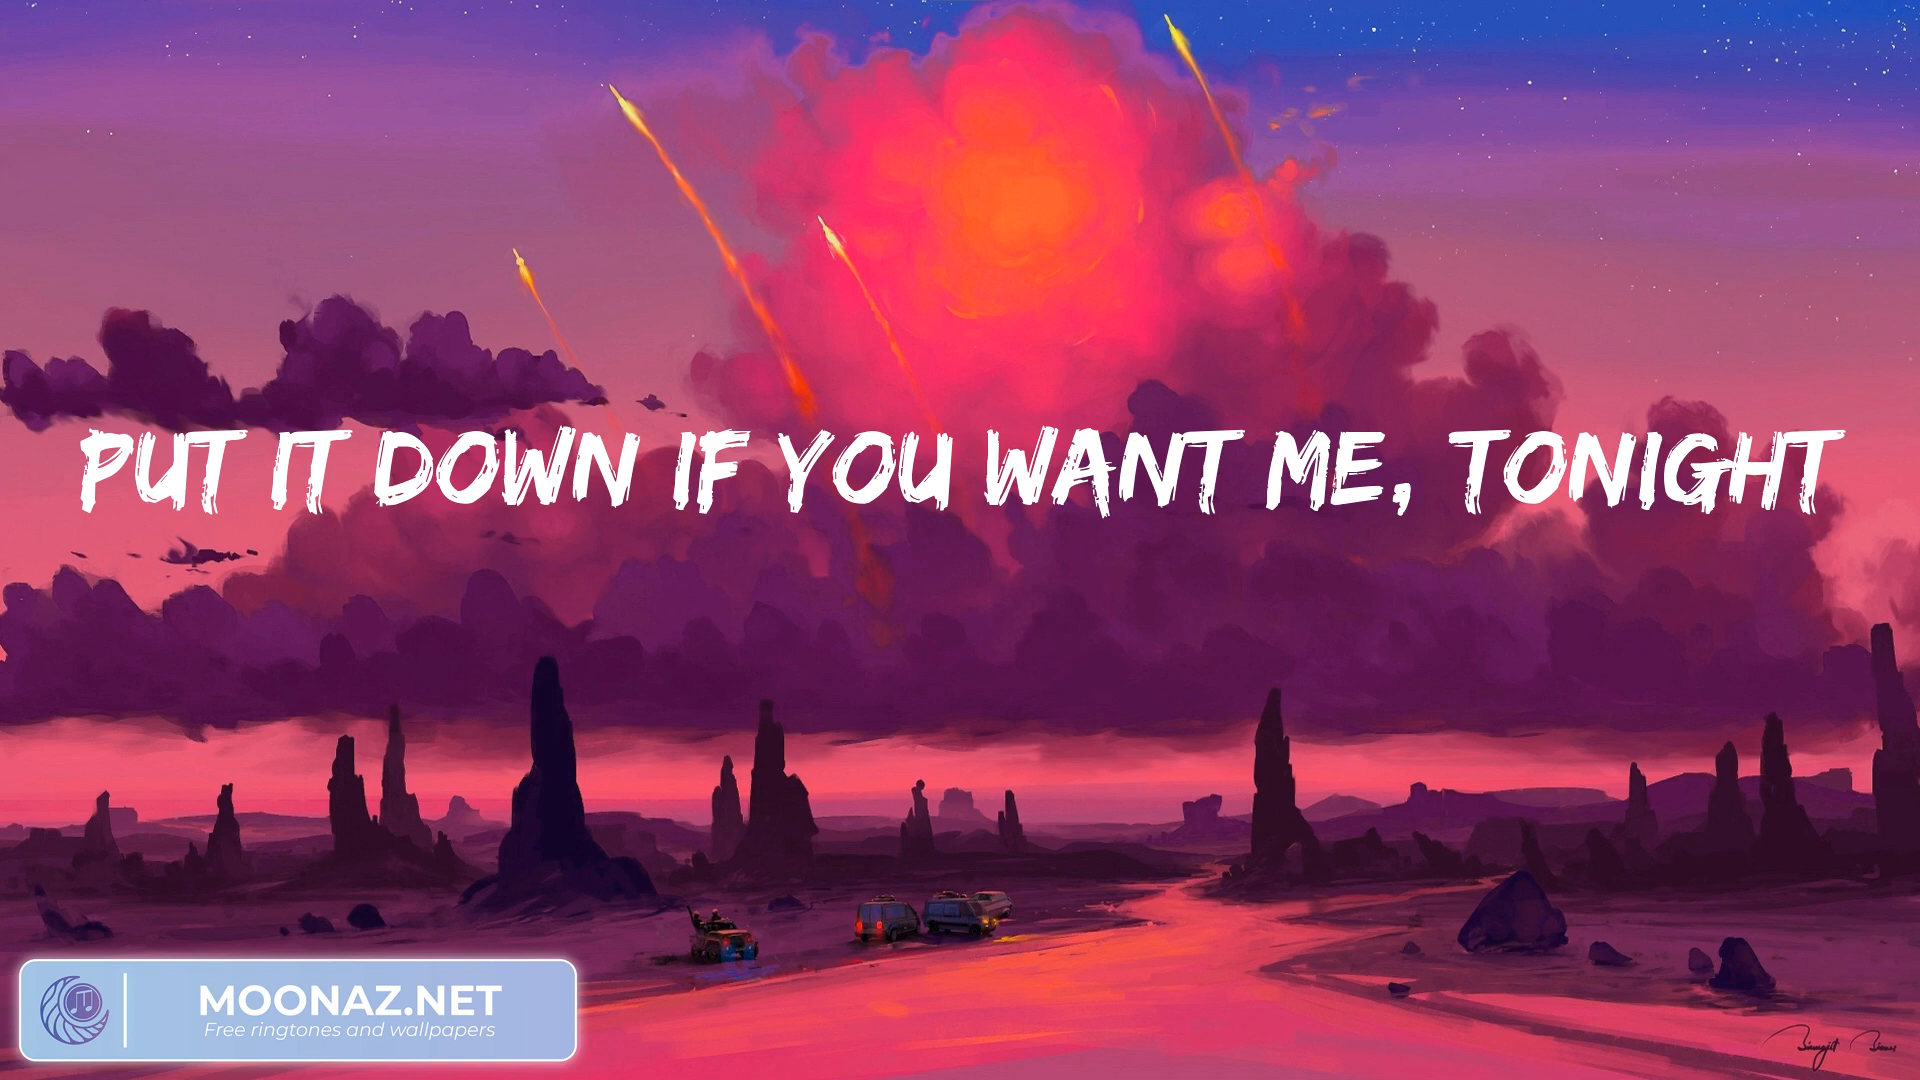 PUT IT DOWN IF YOU WANT ME, TONIGHT
MOONAZ.NET
Free ringtones and wallpapers